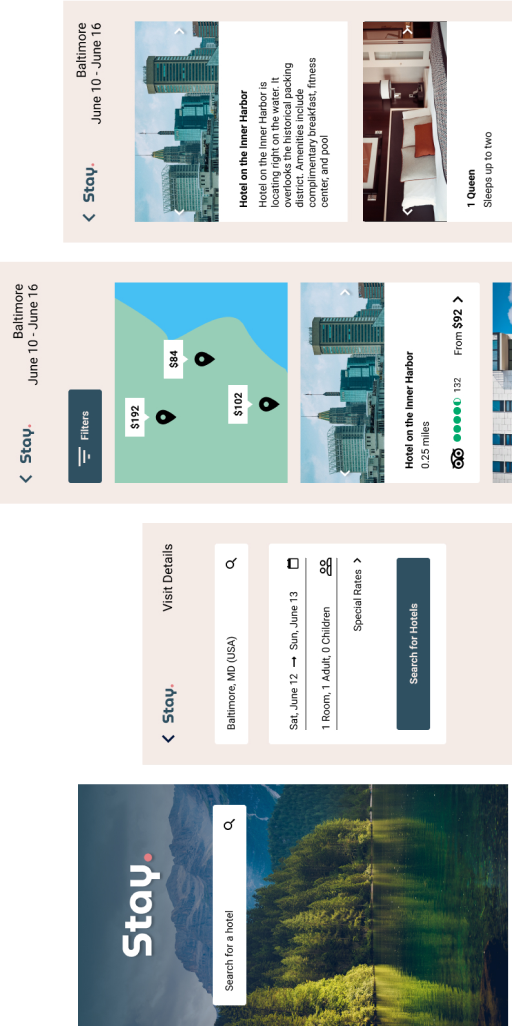 Stay.
Search for a hotel
Stay.
Visit Details
Baltimore, MD (USA)
Sat, June 12 → Sun, June 13
1 Room, 1 Adult, 0 Children
Special Rates
Search for Hotels
Stay.
Baltimore
June 10 - June 16
Filters
$192
$84
$102
Hotel on the Inner Harbor
0.25 miles
132
From $92
Stay.
Baltimore
June 10 - June 16
Hotel on the Inner Harbor
Hotel on the Inner Harbor is
locating right on the water. It
overlooks the historical packing
district. Amenities include
complimentary breakfast, fitness
center, and pool
1 Queen
Sleeps up to two